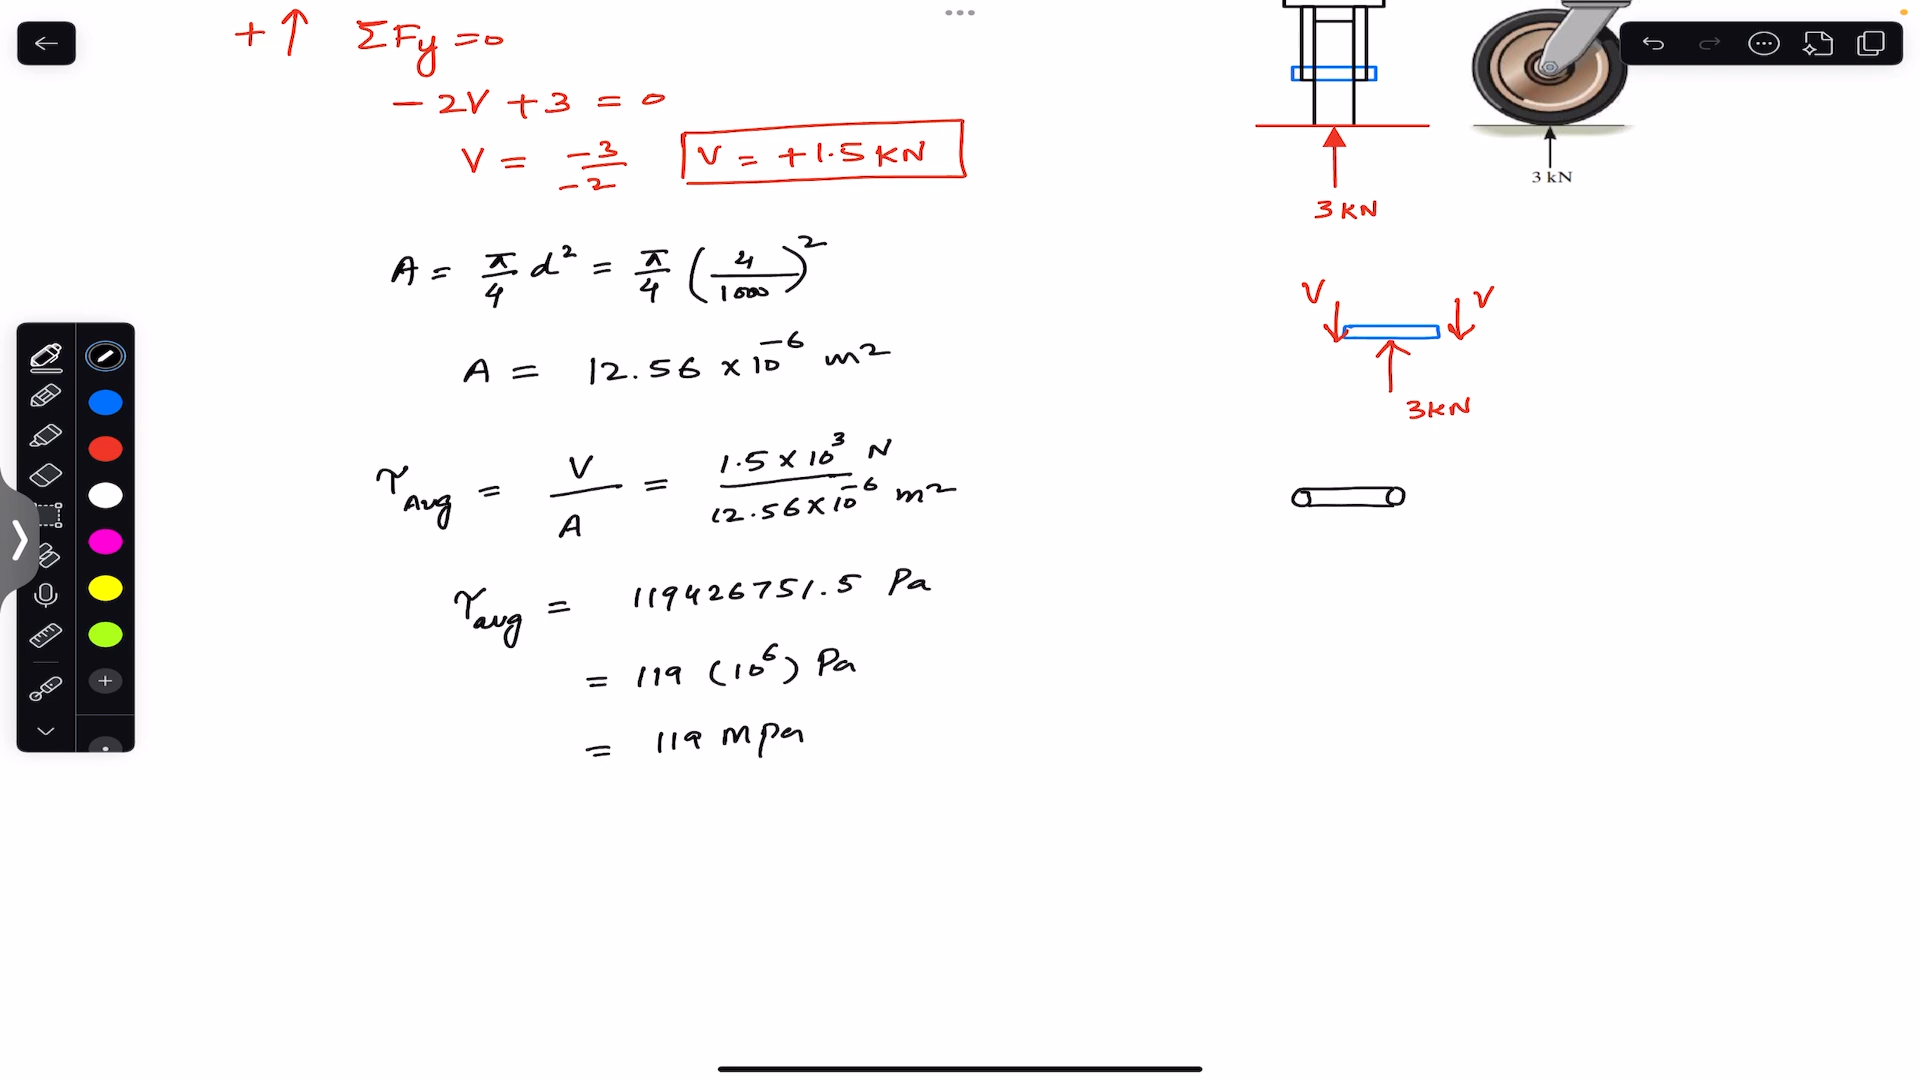 +↑ ΣFy = 0
- 2V + 3 = 0
V = -3/-2
V = +1.5 KN
A = π/4 d² = π/4 (4/1000)²
A = 12.56 × 10⁻⁶ m²
τAvg = V/A = 1.5 × 10³ N / 12.56 × 10⁻⁶ m²
τavg = 119426751.5 Pa
= 119 (10⁶) Pa
= 119 mpa
3 KN
3 kN
V V
3KN